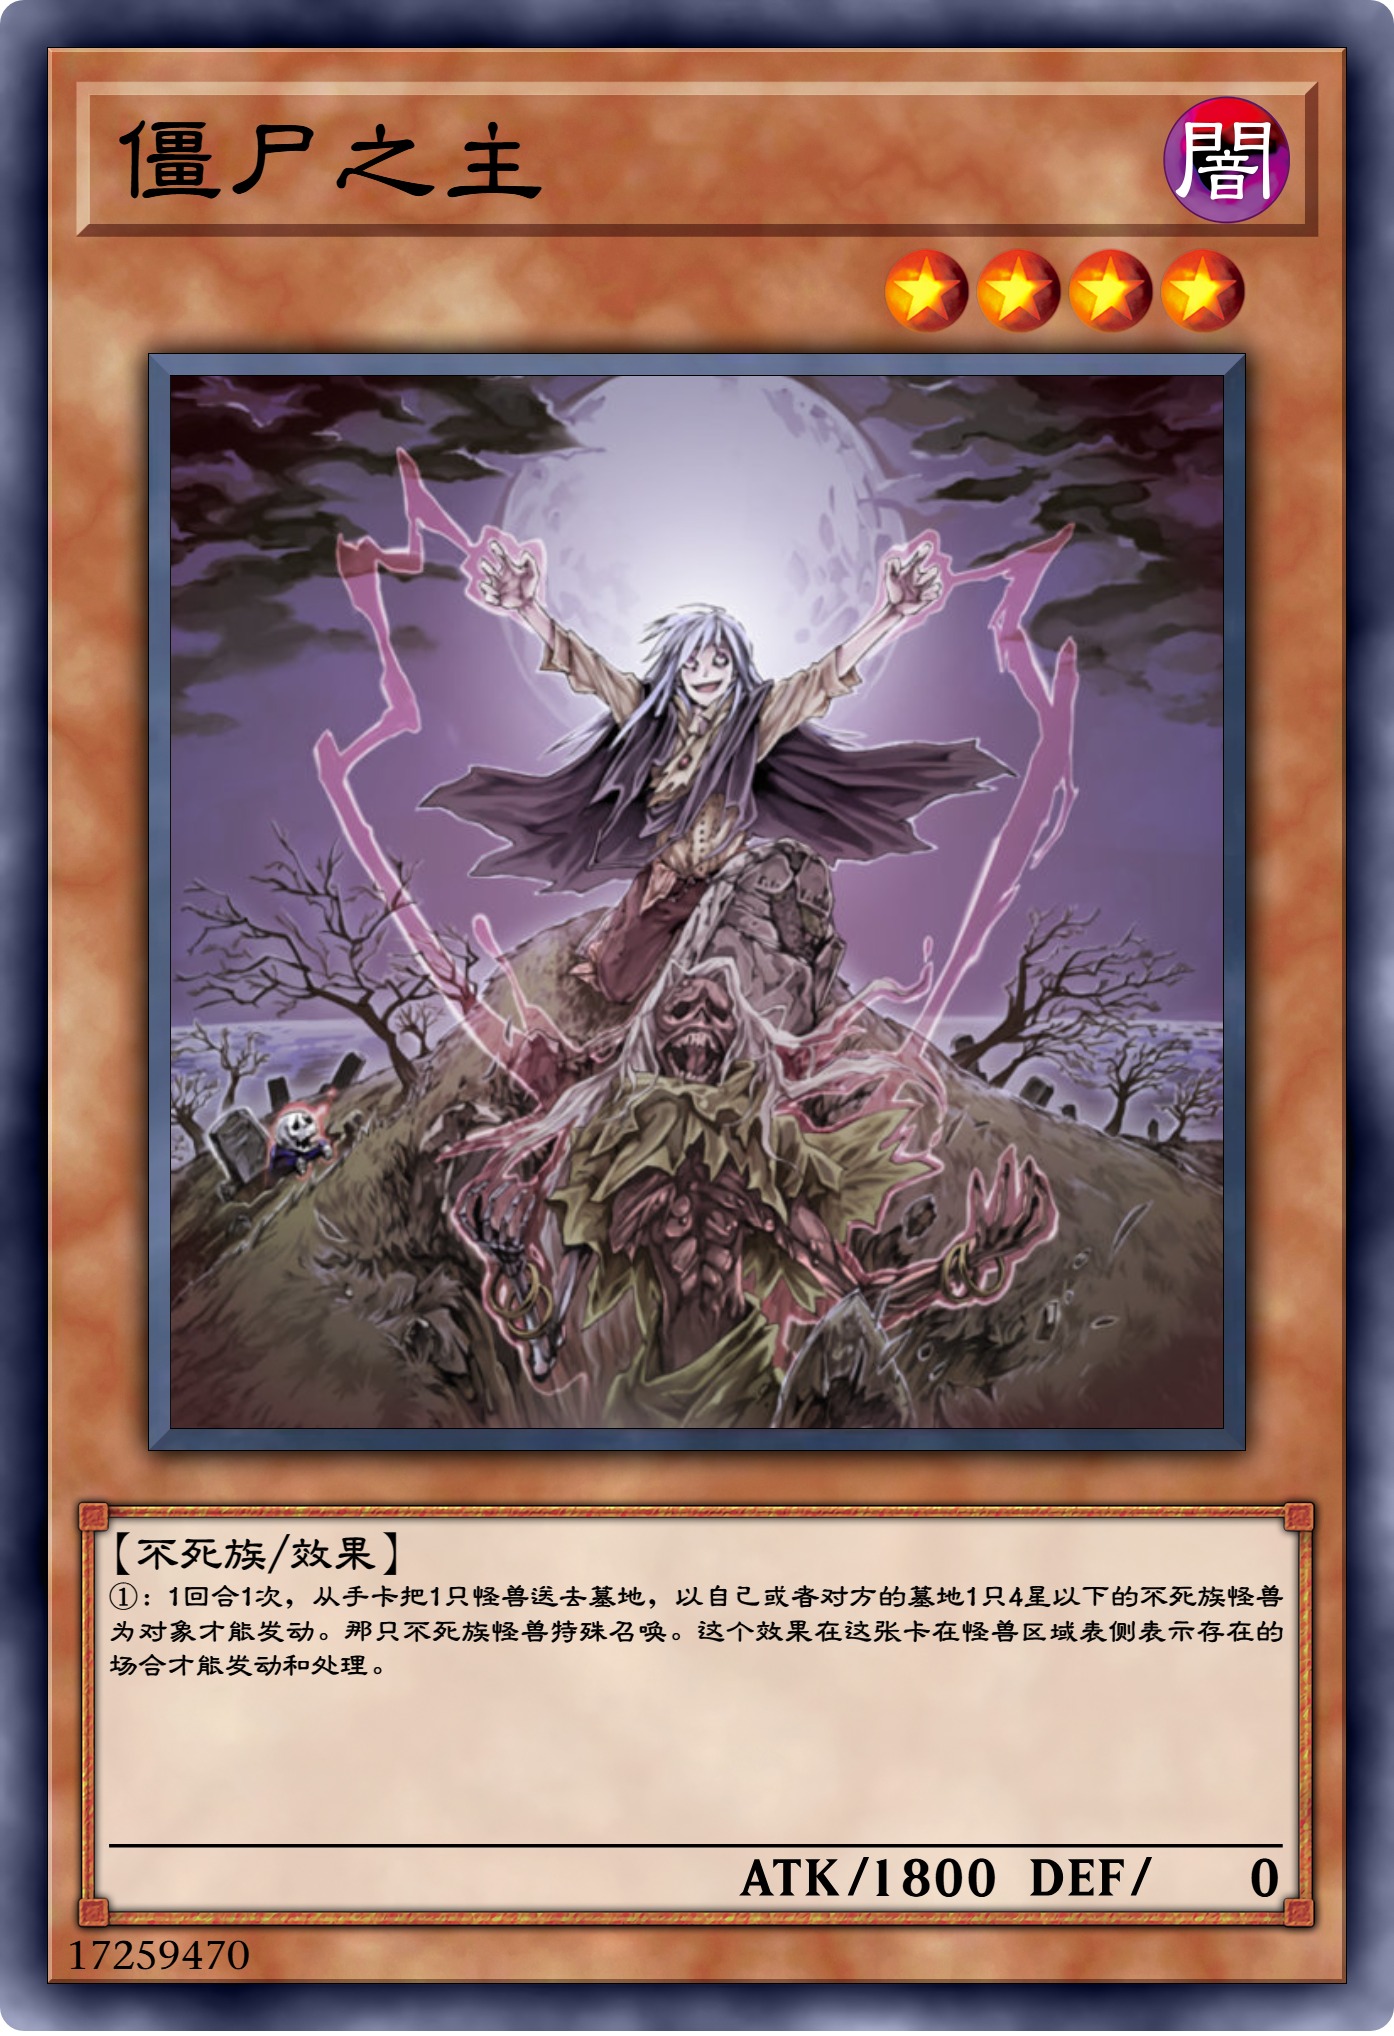 僵尸之主
闇
【不死族/效果】
①：1回合1次，从手卡把1只怪兽送去墓地，以自己或者对方的墓地1只4星以下的不死族怪兽
为对象才能发动。那只不死族怪兽特殊召唤。这个效果在这张卡在怪兽区域表侧表示存在的
场合才能发动和处理。
ATK/1800 DEF/ 0
17259470